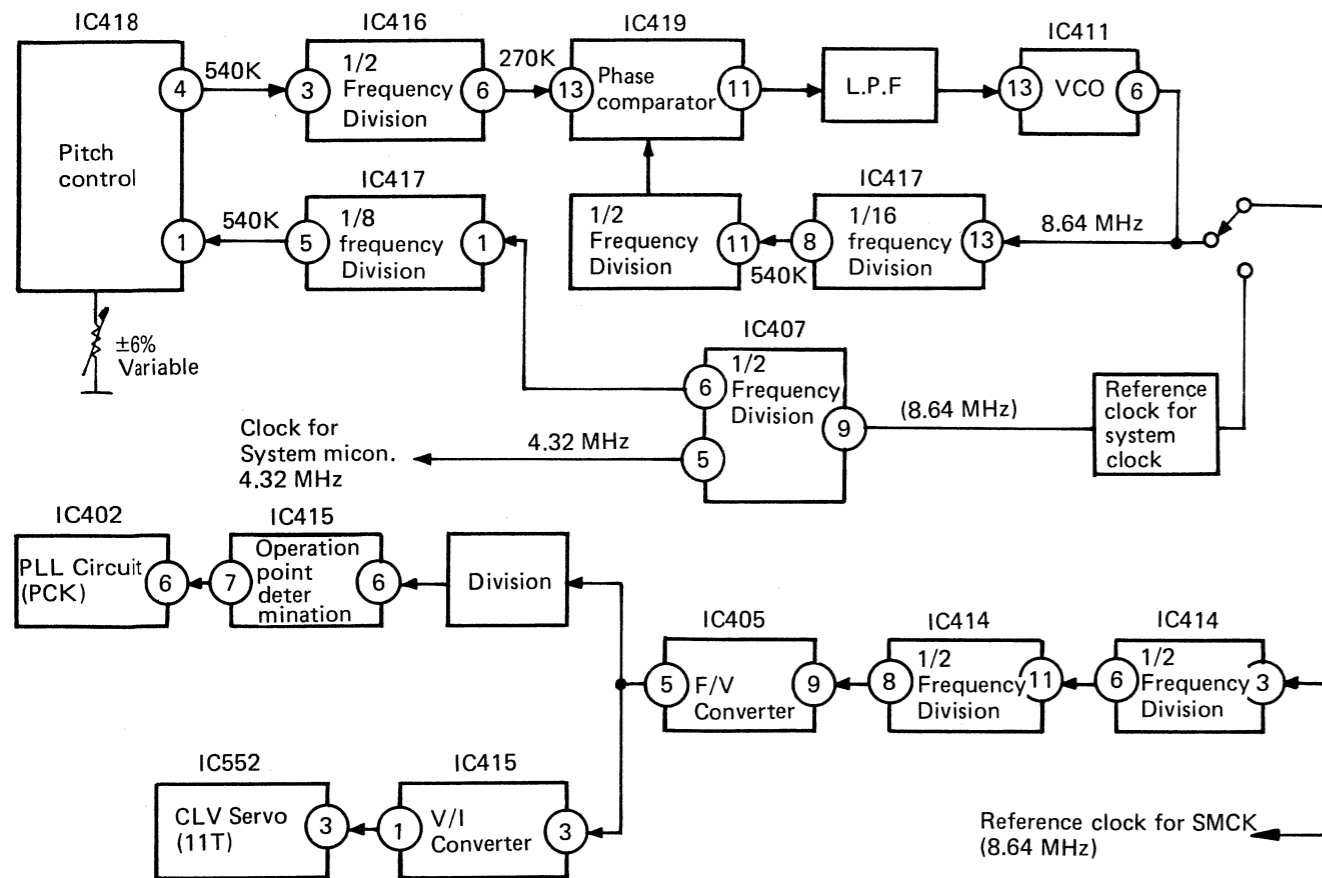 IC418
4
Pitch
control
1
±6%
Variable
540K
IC416
3
1/2
Frequency
Division
6
270K
IC419
13
Phase
comparator
11
L.P.F
IC411
13
VCO
6
540K
IC417
5
1/8
frequency
Division
1
1/2
Frequency
Division
11
540K
IC417
8
1/16
frequency
Division
13
8.64 MHz
IC407
6
1/2
Frequency
Division
9
5
(8.64 MHz)
Reference
clock for
system
clock
Clock for
System micon.
4.32 MHz
4.32 MHz
IC402
PLL Circuit
(PCK)
6
IC415
7
Operation
point
deter
mination
6
Division
IC405
5
F/V
Converter
9
IC414
8
1/2
Frequency
Division
11
IC414
6
1/2
Frequency
Division
3
IC552
CLV Servo
(11T)
3
IC415
1
V/I
Converter
3
Reference clock for SMCK
(8.64 MHz)